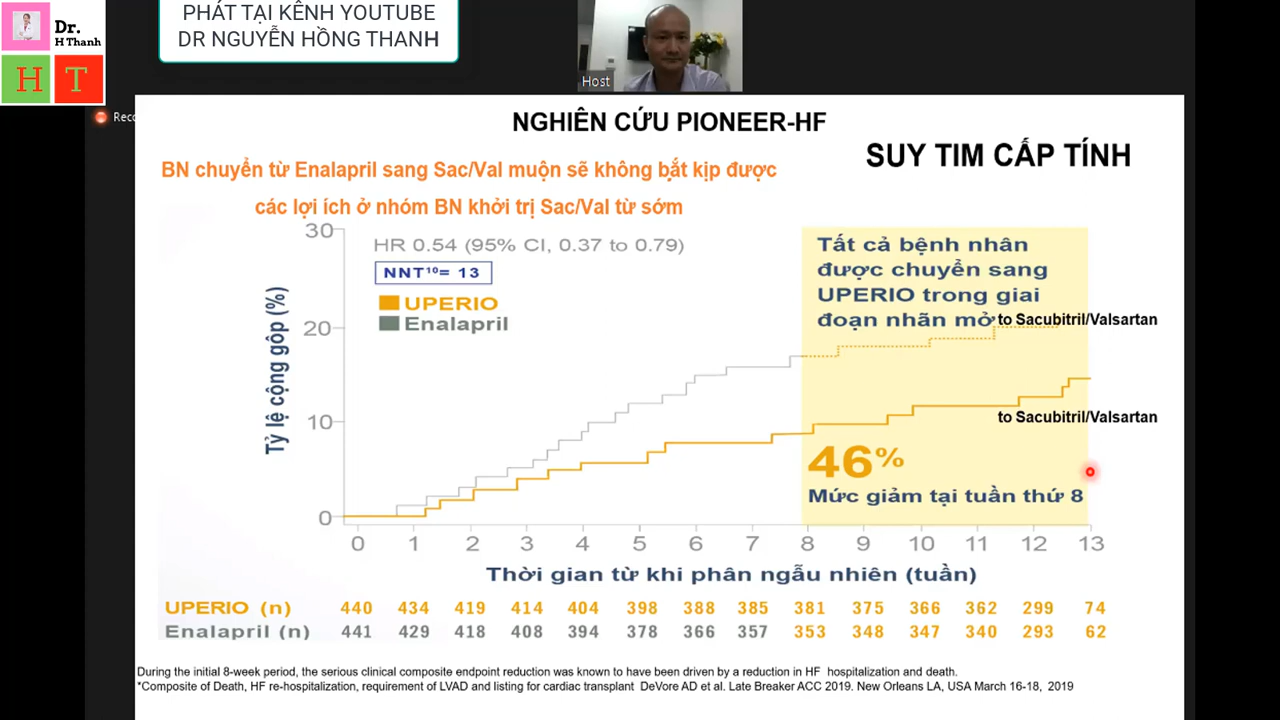 PHÁT TẠI KÊNH YOUTUBE
DR NGUYỄN HỒNG THANH
Dr.
H Thanh
H T
Host
Reco
NGHIÊN CỨU PIONEER-HF
SUY TIM CẤP TÍNH
BN chuyển từ Enalapril sang Sac/Val muộn sẽ không bắt kịp được
các lợi ích ở nhóm BN khởi trị Sac/Val từ sớm
30
HR 0.54 (95% CI, 0.37 to 0.79)
NNT¹⁰= 13
UPERIO
Enalapril
Tất cả bệnh nhân
được chuyển sang
UPERIO trong giai
đoạn nhãn mở
to Sacubitril/Valsartan
20
Tỷ lệ cộng gộp (%)
10
to Sacubitril/Valsartan
46%
Mức giảm tại tuần thứ 8
0
0 1 2 3 4 5 6 7 8 9 10 11 12 13
Thời gian từ khi phân ngẫu nhiên (tuần)
UPERIO (n) 440 434 419 414 404 398 388 385 381 375 366 362 299 74
Enalapril (n) 441 429 418 408 394 378 366 357 353 348 347 340 293 62
During the initial 8-week period, the serious clinical composite endpoint reduction was known to have been driven by a reduction in HF hospitalization and death.
*Composite of Death, HF re-hospitalization, requirement of LVAD and listing for cardiac transplant DeVore AD et al. Late Breaker ACC 2019. New Orleans LA, USA March 16-18, 2019